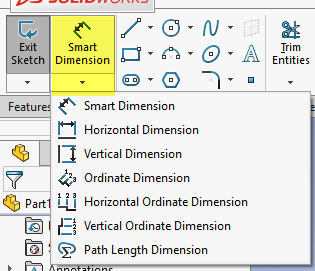 SOLIDWORKS
Exit
Sketch
Smart
Dimension
Trim
Entities
Features
Smart Dimension
Horizontal Dimension
Vertical Dimension
Ordinate Dimension
Horizontal Ordinate Dimension
Vertical Ordinate Dimension
Path Length Dimension
Part1
Annotations